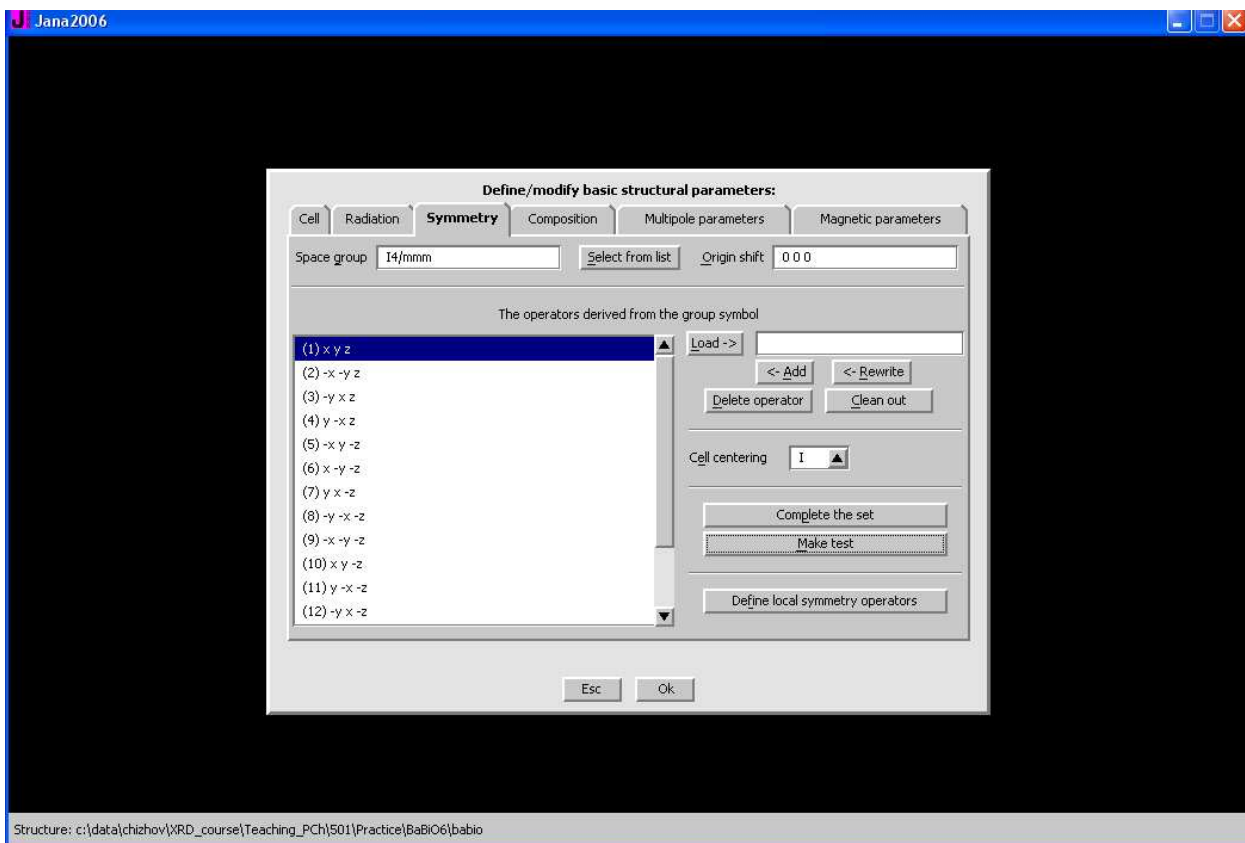 Jana2006
Define/modify basic structural parameters:
Cell Radiation Symmetry Composition Multipole parameters Magnetic parameters
Space group I4/mmm Select from list Origin shift 0 0 0
The operators derived from the group symbol
(1) x y z
(2) -x -y z
(3) -y x z
(4) y -x z
(5) -x y -z
(6) x -y -z
(7) y x -z
(8) -y -x -z
(9) -x -y -z
(10) x y -z
(11) y -x -z
(12) -y x -z
Load ->
<- Add <- Rewrite
Delete operator Clean out
Cell centering I
Complete the set
Make test
Define local symmetry operators
Esc Ok
Structure: c:\data\chizhov\XRD_course\Teaching_PCh\501\Practice\BaBiO6\babio